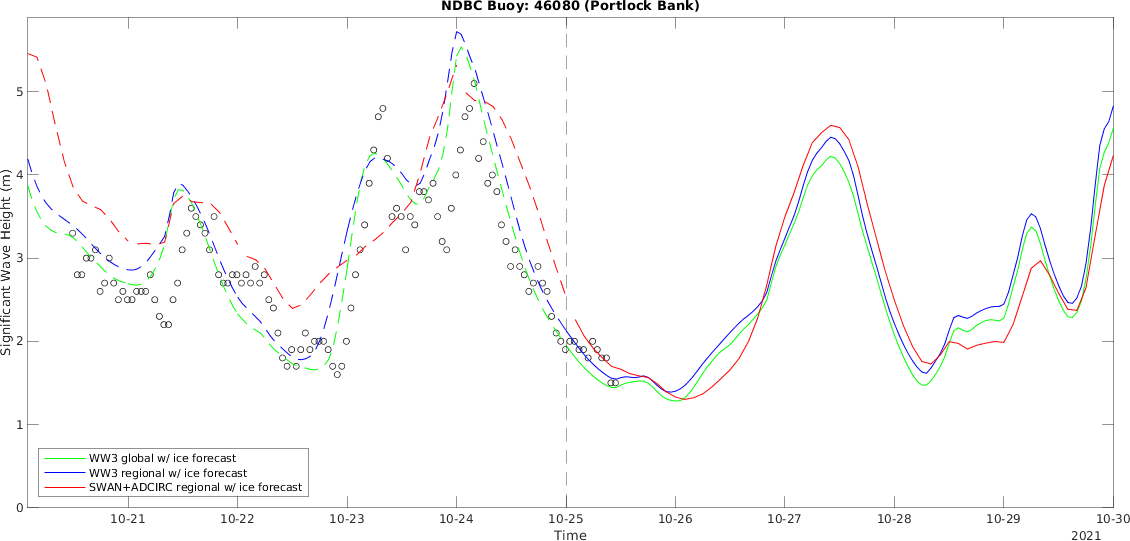 NDBC Buoy: 46080 (Portlock Bank)
Significant Wave Height (m)
5
4
3
2
1
0
WW3 global w/ ice forecast
WW3 regional w/ ice forecast
SWAN+ADCIRC regional w/ ice forecast
10-21 10-22 10-23 10-24 10-25 10-26 10-27 10-28 10-29 10-30
Time 2021